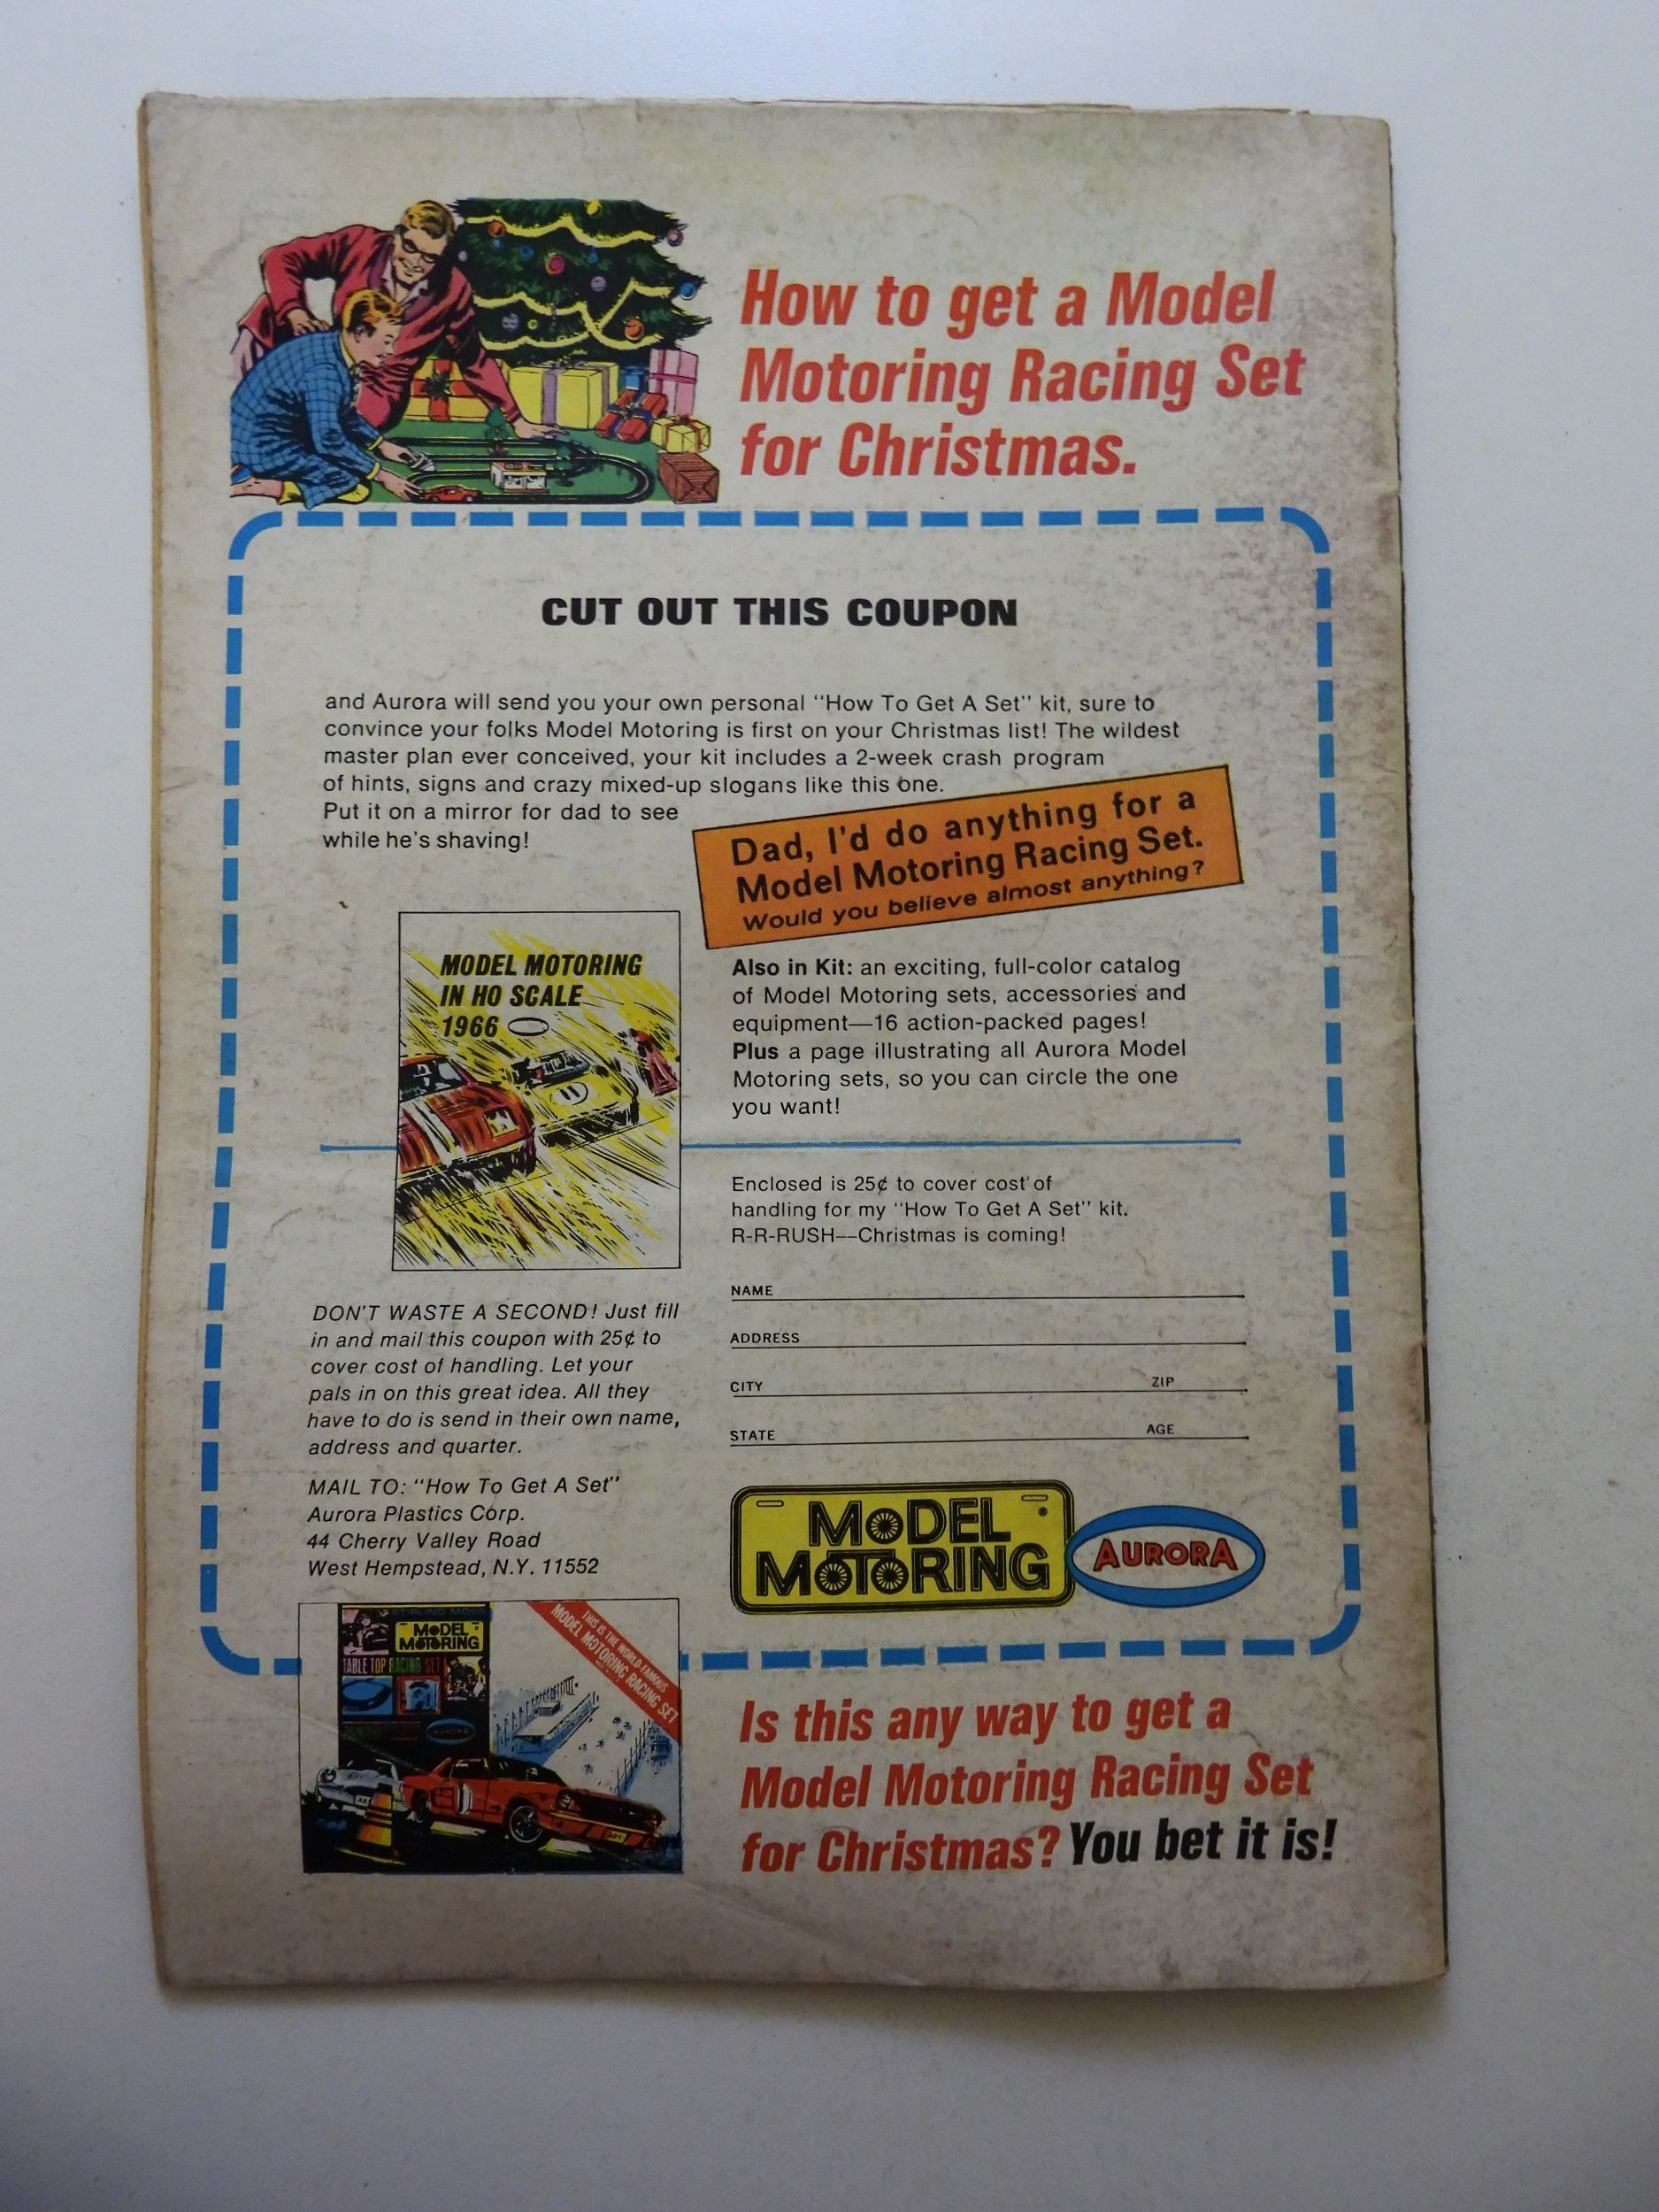 How to get a Model
Motoring Racing Set
for Christmas.
CUT OUT THIS COUPON
and Aurora will send you your own personal "How To Get A Set" kit, sure to
convince your folks Model Motoring is first on your Christmas list! The wildest
master plan ever conceived, your kit includes a 2-week crash program
of hints, signs and crazy mixed-up slogans like this one.
Put it on a mirror for dad to see
while he's shaving!
Dad, I'd do anything for a
Model Motoring Racing Set.
Would you believe almost anything?
MODEL MOTORING
IN HO SCALE
1966
11
Also in Kit: an exciting, full-color catalog
of Model Motoring sets, accessories and
equipment—16 action-packed pages!
Plus a page illustrating all Aurora Model
Motoring sets, so you can circle the one
you want!
Enclosed is 25¢ to cover cost of
handling for my "How To Get A Set" kit.
R-R-RUSH—Christmas is coming!
NAME
ADDRESS
CITY ZIP
STATE AGE
DON'T WASTE A SECOND! Just fill
in and mail this coupon with 25¢ to
cover cost of handling. Let your
pals in on this great idea. All they
have to do is send in their own name,
address and quarter.
MAIL TO: "How To Get A Set"
Aurora Plastics Corp.
44 Cherry Valley Road
West Hempstead, N.Y. 11552
MODEL
MOTORING
AURORA
STIRLING MOSS
MODEL
MOTORING
TABLE TOP RACING SET
AURORA
THIS IS THE WORLD-FAMOUS
MODEL MOTORING RACING SET
1
Is this any way to get a
Model Motoring Racing Set
for Christmas? You bet it is!